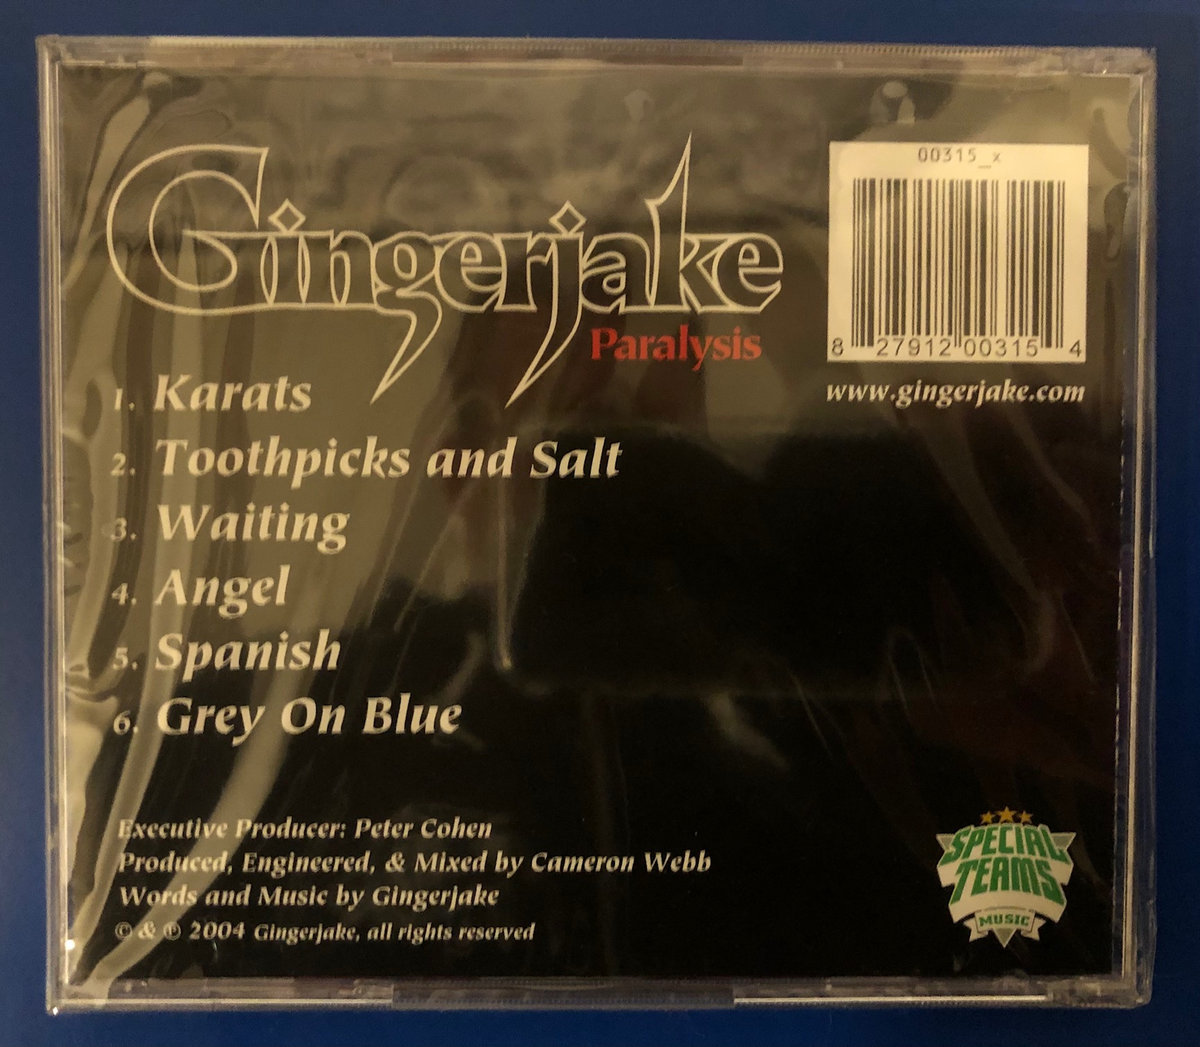 Gingerjake
Paralysis
00315_x
8 27912 00315 4
www.gingerjake.com
1. Karats
2. Toothpicks and Salt
3. Waiting
4. Angel
5. Spanish
6. Grey On Blue
Executive Producer: Peter Cohen
Produced, Engineered, & Mixed by Cameron Webb
Words and Music by Gingerjake
© & ℗ 2004 Gingerjake, all rights reserved
SPECIAL
TEAMS
MUSIC